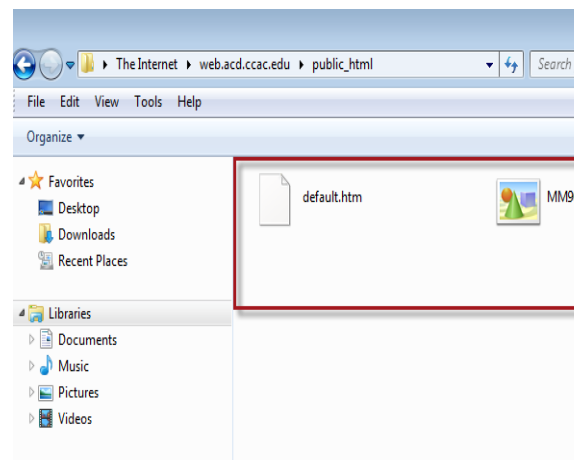 The Internet web.acd.ccac.edu public_html Search
File Edit View Tools Help
Organize
Favorites
Desktop
Downloads
Recent Places
Libraries
Documents
Music
Pictures
Videos
default.htm
MM9